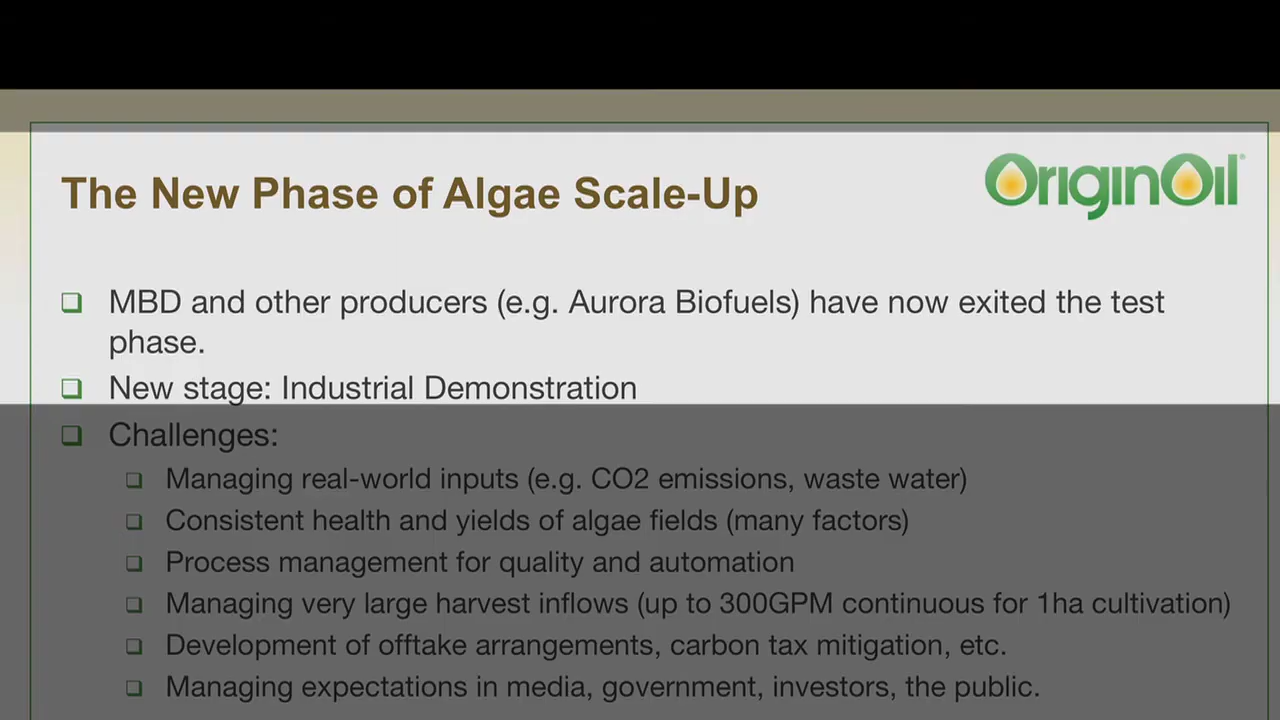 The New Phase of Algae Scale-Up
OriginOil®
MBD and other producers (e.g. Aurora Biofuels) have now exited the test
phase.
New stage: Industrial Demonstration
Challenges:
Managing real-world inputs (e.g. CO2 emissions, waste water)
Consistent health and yields of algae fields (many factors)
Process management for quality and automation
Managing very large harvest inflows (up to 300GPM continuous for 1ha cultivation)
Development of offtake arrangements, carbon tax mitigation, etc.
Managing expectations in media, government, investors, the public.